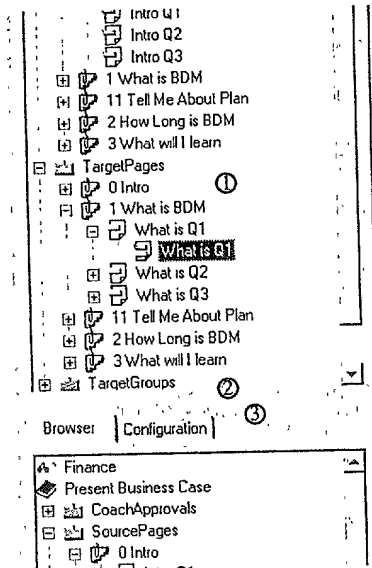 Intro Q1
Intro Q2
Intro Q3
1 What is BDM
11 Tell Me About Plan
2 How Long is BDM
3 What will I learn
TargetPages
0 Intro
①
1 What is BDM
What is Q1
What is Q1
What is Q2
What is Q3
11 Tell Me About Plan
2 How Long is BDM
3 What will I learn
TargetGroups
②
③
Browser
Configuration
Finance
Present Business Case
CoachApprovals
SourcePages
0 Intro